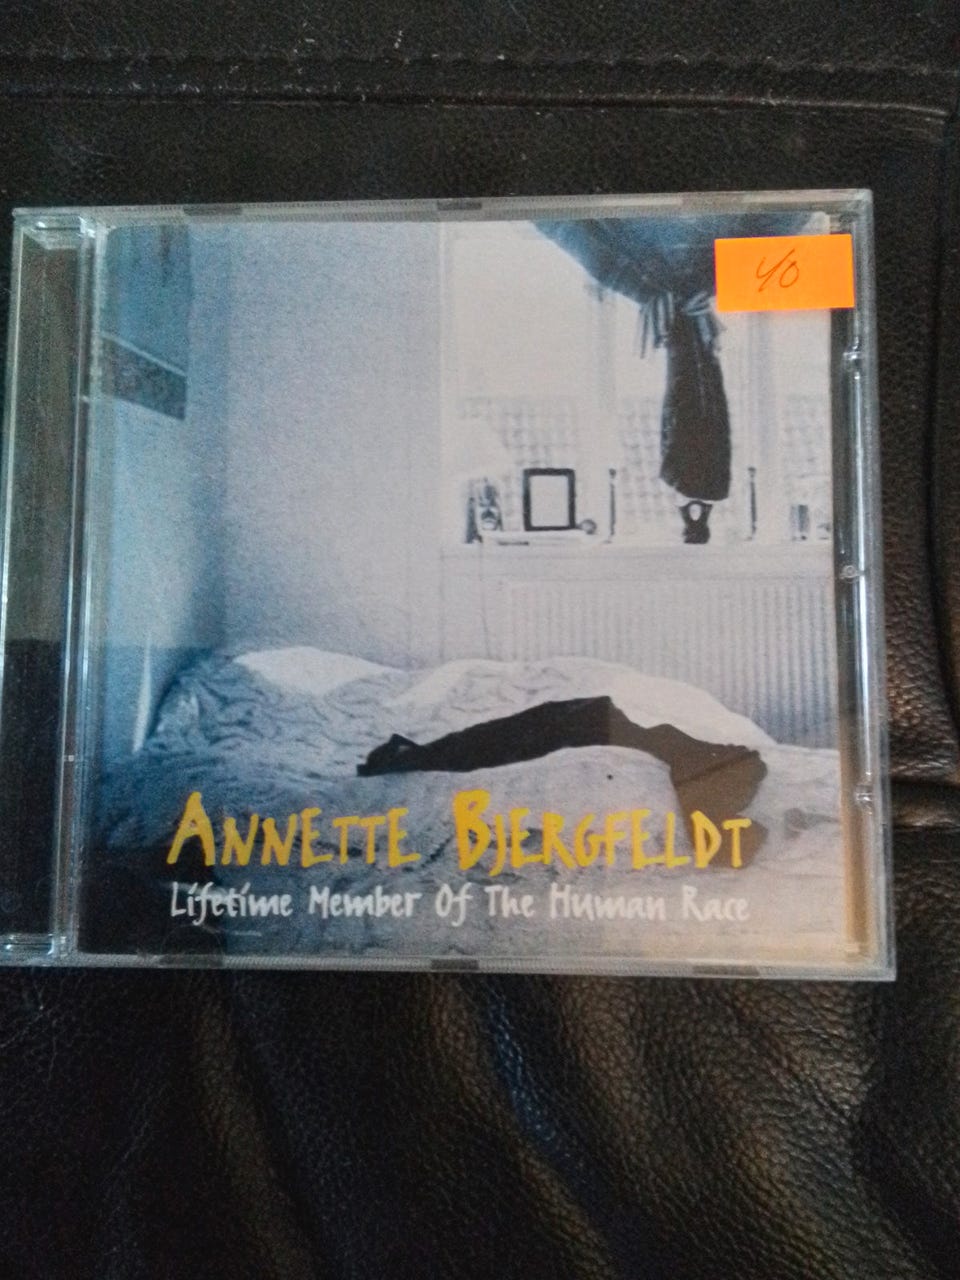 40
ANNETTE BJERGFELDT
Lifetime Member Of The Human Race